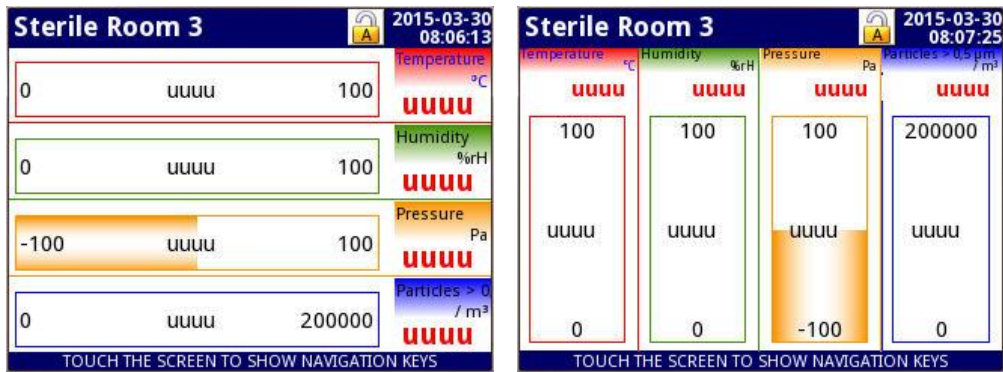 Sterile Room 3
A
2015-03-30
08:06:13
Temperature
°C
0 uuuu 100
uuuu
Humidity
%rH
0 uuuu 100
uuuu
Pressure
Pa
-100 uuuu 100
uuuu
Particles > 0
/ m³
0 uuuu 200000
uuuu
TOUCH THE SCREEN TO SHOW NAVIGATION KEYS
Sterile Room 3
A
2015-03-30
08:07:25
Temperature
°C
uuuu
100
uuuu
0
Humidity
%rH
uuuu
100
uuuu
0
Pressure
Pa
uuuu
100
uuuu
-100
Particles > 0,5 µm
/ m³
uuuu
200000
uuuu
0
TOUCH THE SCREEN TO SHOW NAVIGATION KEYS